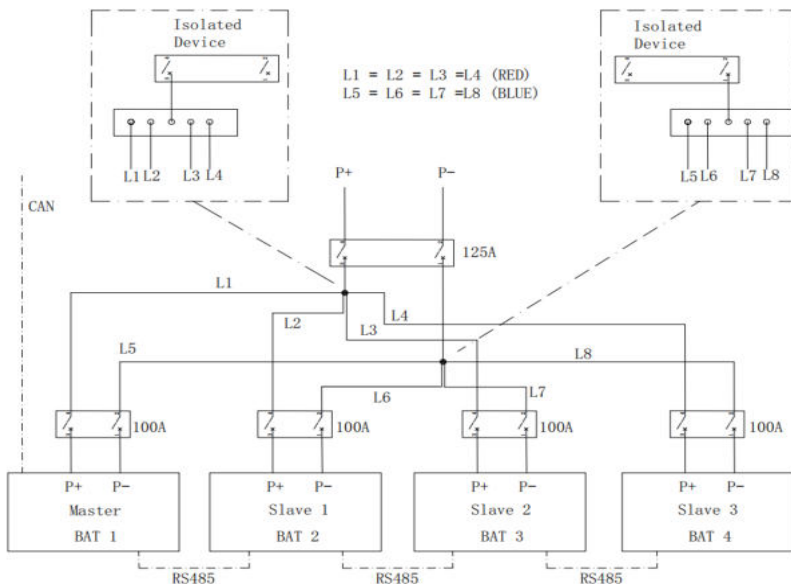 Isolated
Device
L1 L2 L3 L4
L1 = L2 = L3 =L4 (RED)
L5 = L6 = L7 =L8 (BLUE)
Isolated
Device
L5 L6 L7 L8
CAN
P+ P-
125A
L1
L2
L3
L4
L5
L6
L7
L8
100A
100A
100A
100A
P+ P-
Master
BAT 1
P+ P-
Slave 1
BAT 2
P+ P-
Slave 2
BAT 3
P+ P-
Slave 3
BAT 4
RS485
RS485
RS485